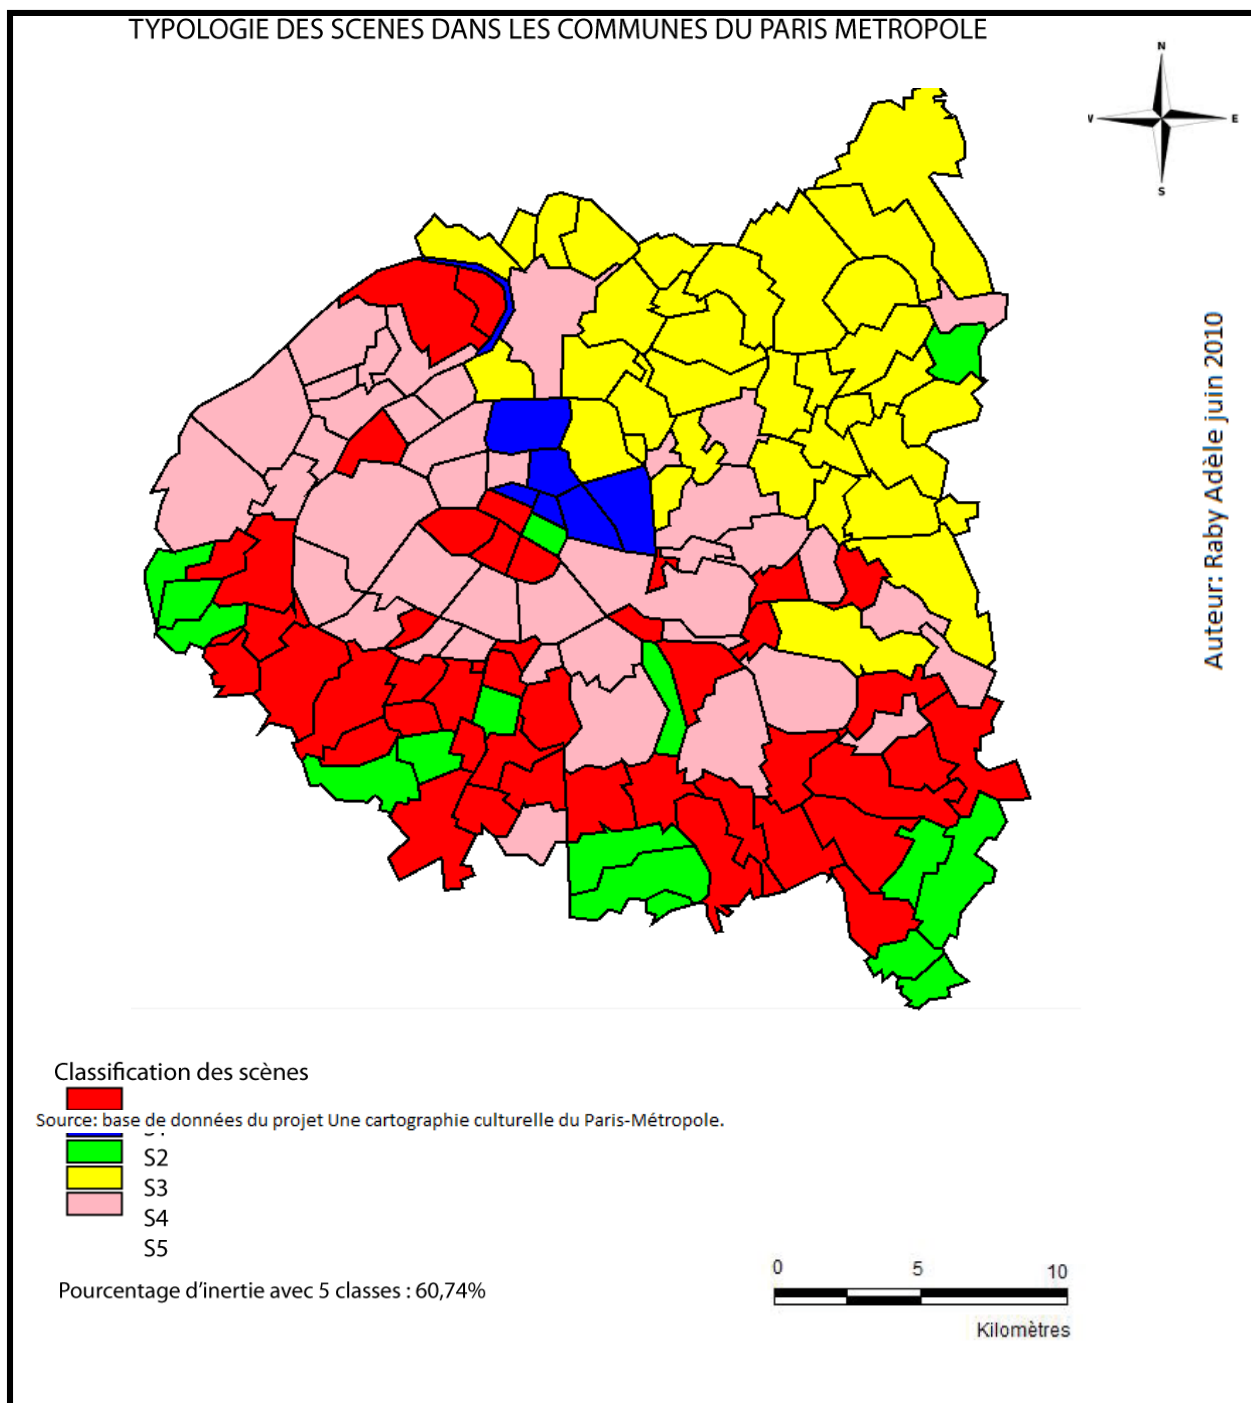 TYPOLOGIE DES SCENES DANS LES COMMUNES DU PARIS METROPOLE
N
W
E
S
Auteur: Raby Adèle juin 2010
Classification des scènes
Source: base de données du projet Une cartographie culturelle du Paris-Métropole.
S2
S3
S4
S5
Pourcentage d'inertie avec 5 classes : 60,74%
0 5 10
Kilomètres